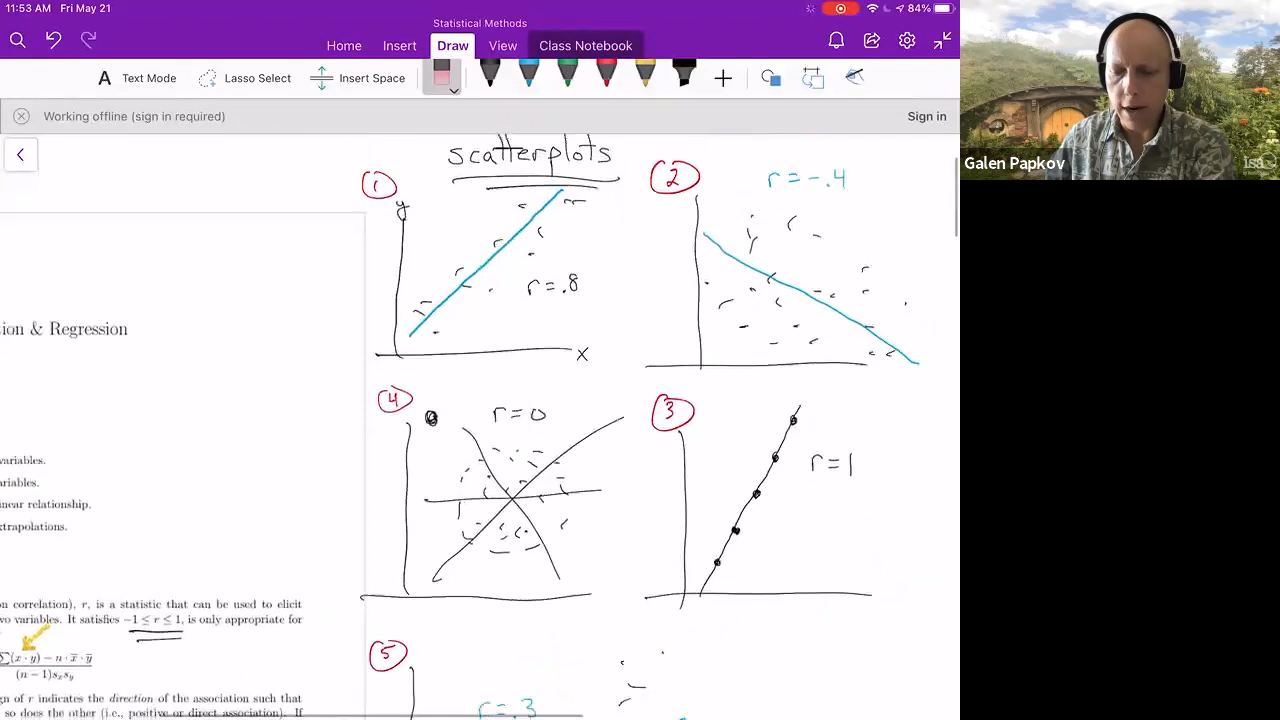 11:53 AM Fri May 21
84%
Statistical Methods
Home Insert Draw View Class Notebook
Text Mode Lasso Select Insert Space
Working offline (sign in required) Sign in
Galen Papkov
scatterplots
1
y
r = .8
x
2
r = -.4
ion & Regression
4
r = 0
3
r = 1
variables.
ariables.
inear relationship.
xtrapolations.
on correlation), r, is a statistic that can be used to elicit
wo variables. It satisfies −1 ≤ r ≤ 1, is only appropriate for
∑(x · y) − n · x̅ · y̅
(n − 1)sₓsᵧ
gn of r indicates the direction of the association such that
so does the other (i.e., positive or direct association). If
5
r = .3